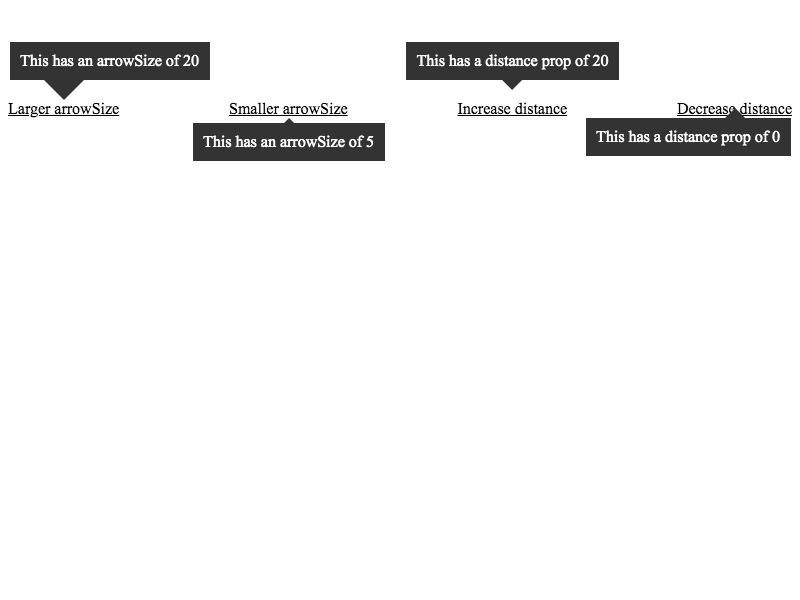 This has an arrowSize of 20
This has a distance prop of 20
Larger arrowSize
Smaller arrowSize
Increase distance
Decrease distance
This has an arrowSize of 5
This has a distance prop of 0